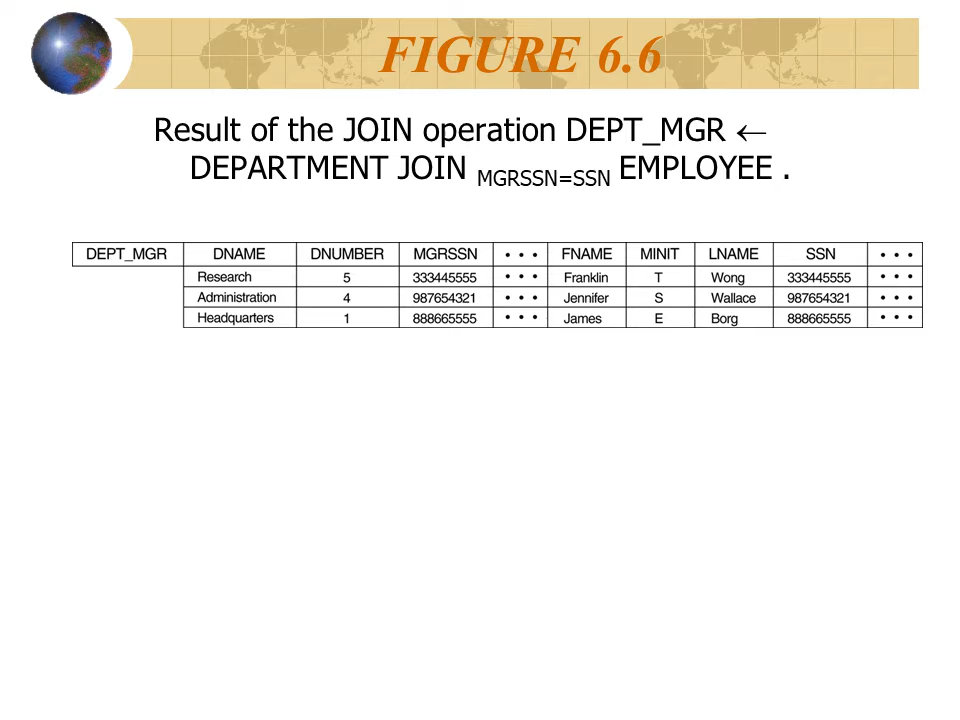 FIGURE 6.6
Result of the JOIN operation DEPT_MGR ←
DEPARTMENT JOIN MGRSSN=SSN EMPLOYEE .
DEPT_MGR DNAME DNUMBER MGRSSN • • • FNAME MINIT LNAME SSN • • •
Research 5 333445555 • • • Franklin T Wong 333445555 • • •
Administration 4 987654321 • • • Jennifer S Wallace 987654321 • • •
Headquarters 1 888665555 • • • James E Borg 888665555 • • •